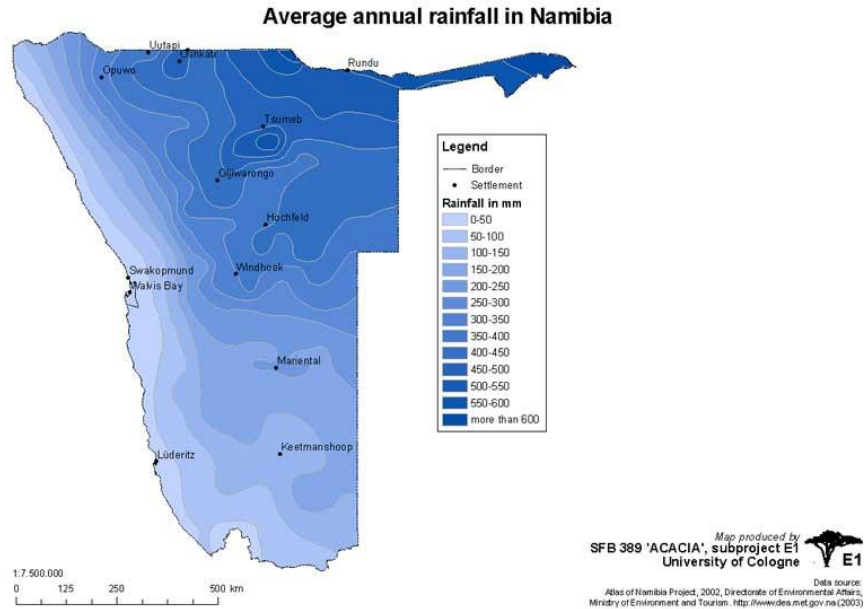 Average annual rainfall in Namibia
Uutapi
Oshkati
Opuwo
Rundu
Tsumeb
Otjiwarongo
Hochfeld
Windhoek
Swakopmund
Walvis Bay
Mariental
Keetmanshoop
Lüderitz
Legend
Border
Settlement
Rainfall in mm
0-50
50-100
100-150
150-200
200-250
250-300
300-350
350-400
400-450
450-500
500-550
550-600
more than 600
Map produced by
SFB 389 'ACACIA', subproject E1
University of Cologne
E1
1:7.500.000
0 125 250 500 km
Data source:
Atlas of Namibia Project, 2002, Directorate of Environmental Affairs,
Ministry of Environment and Tourism. http://www.dea.met.gov.na (2003)